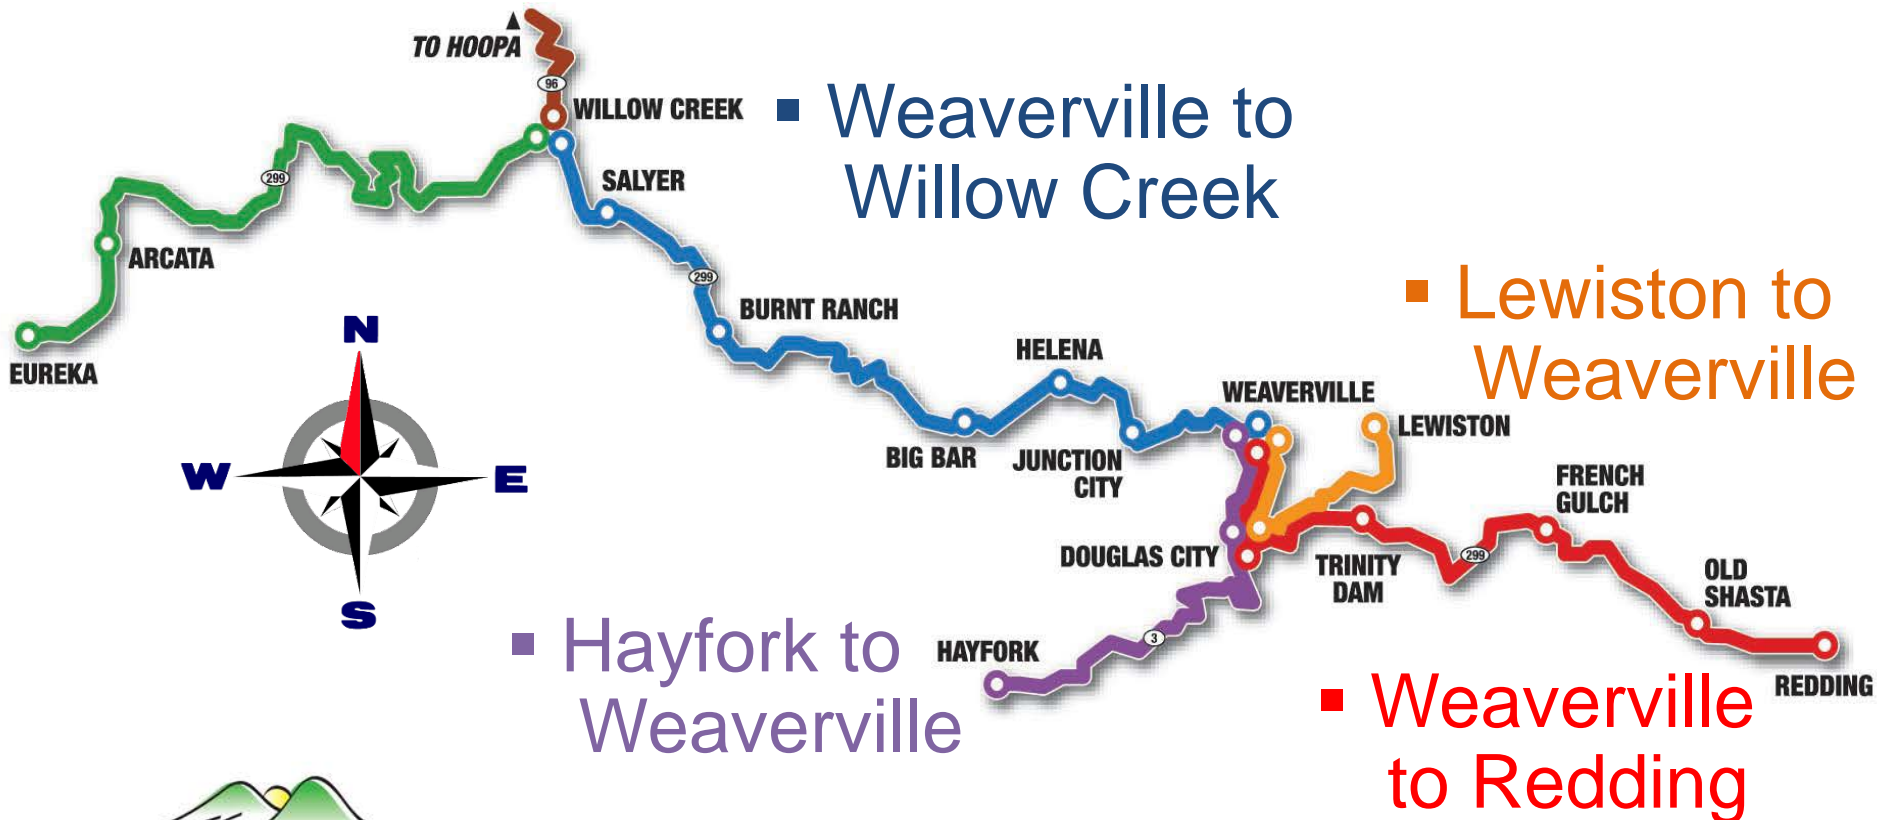 TO HOOPA
96
WILLOW CREEK
▪ Weaverville to
Willow Creek
299
SALYER
ARCATA
299
BURNT RANCH
▪ Lewiston to
Weaverville
N
EUREKA
HELENA
WEAVERVILLE
LEWISTON
W
E
BIG BAR
JUNCTION
CITY
FRENCH
GULCH
DOUGLAS CITY
TRINITY
DAM
299
OLD
SHASTA
S
▪ Hayfork to
Weaverville
HAYFORK
3
REDDING
▪ Weaverville
to Redding